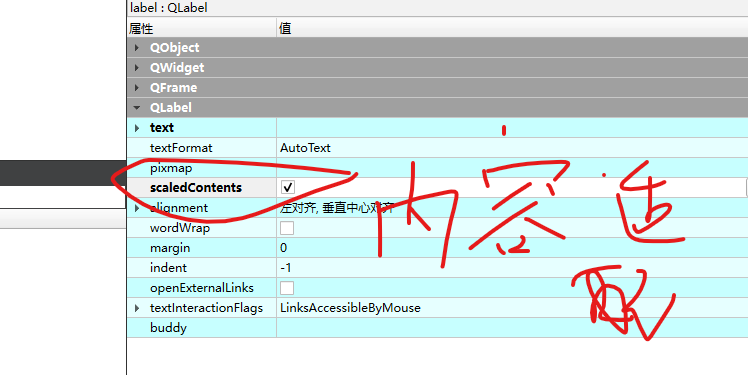 label : QLabel
属性 值
QObject
QWidget
QFrame
QLabel
text
textFormat AutoText
pixmap
scaledContents
alignment 左对齐, 垂直中心对齐
wordWrap
margin 0
indent -1
openExternalLinks
textInteractionFlags LinksAccessibleByMouse
buddy
内容适
配